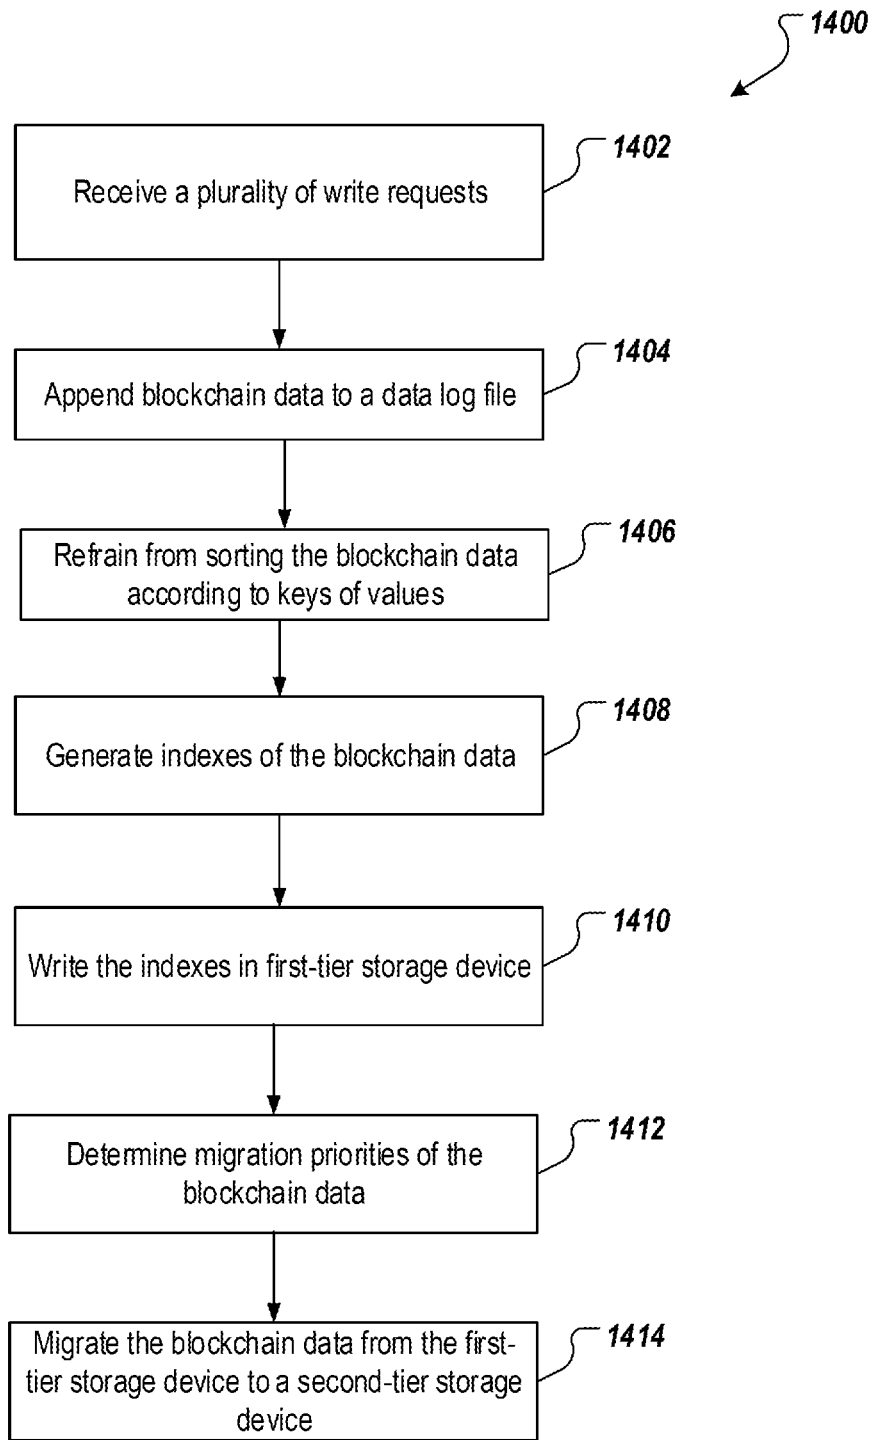 1400
1402
Receive a plurality of write requests
1404
Append blockchain data to a data log file
1406
Refrain from sorting the blockchain data
according to keys of values
1408
Generate indexes of the blockchain data
1410
Write the indexes in first-tier storage device
1412
Determine migration priorities of the
blockchain data
1414
Migrate the blockchain data from the first-
tier storage device to a second-tier storage
device